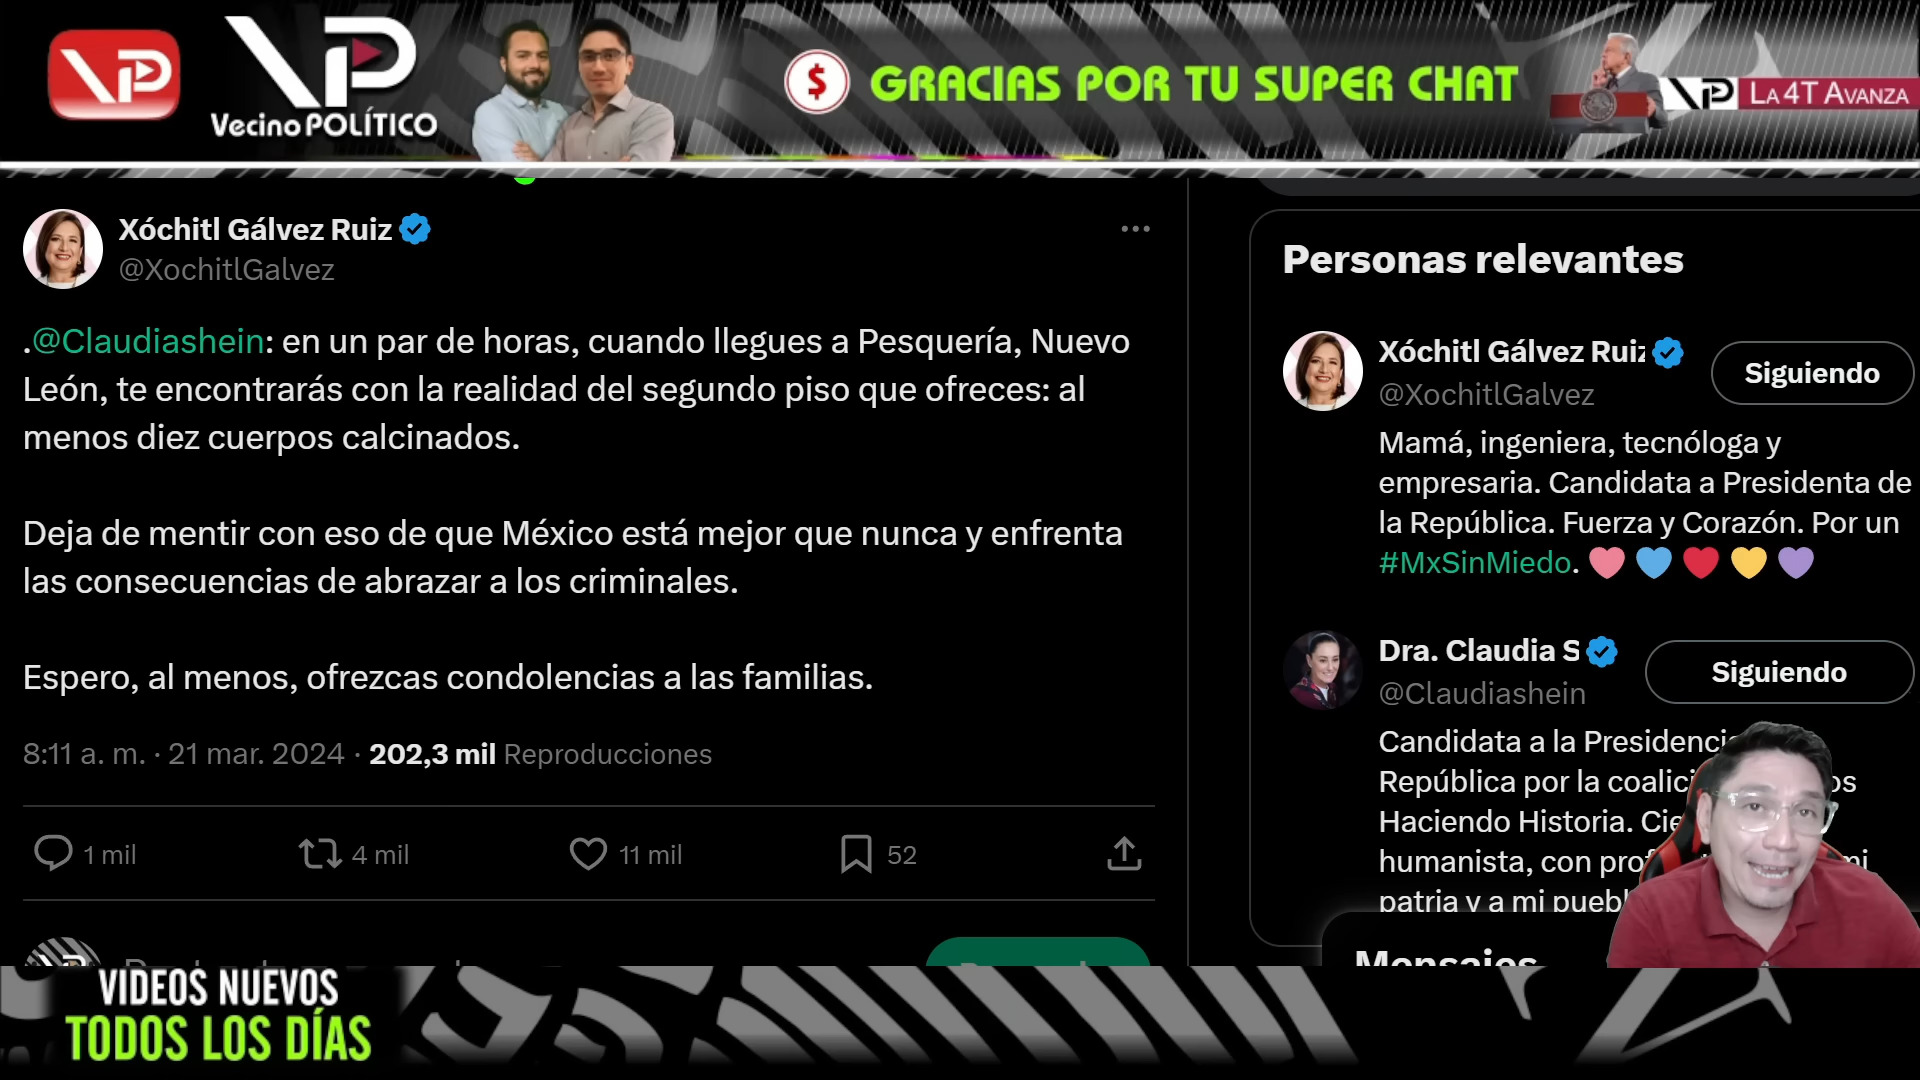 VP
VP
Vecino POLÍTICO
$
GRACIAS POR TU SUPER CHAT
VP LA 4T AVANZA
Xóchitl Gálvez Ruiz
@XochitlGalvez
.@Claudiashein: en un par de horas, cuando llegues a Pesquería, Nuevo
León, te encontrarás con la realidad del segundo piso que ofreces: al
menos diez cuerpos calcinados.
Deja de mentir con eso de que México está mejor que nunca y enfrenta
las consecuencias de abrazar a los criminales.
Espero, al menos, ofrezcas condolencias a las familias.
8:11 a. m. · 21 mar. 2024 · 202,3 mil Reproducciones
1 mil 4 mil 11 mil 52
Personas relevantes
Xóchitl Gálvez Ruiz
@XochitlGalvez
Siguiendo
Mamá, ingeniera, tecnóloga y
empresaria. Candidata a Presidenta de
la República. Fuerza y Corazón. Por un
#MxSinMiedo.
Dra. Claudia S
@Claudiashein
Siguiendo
Candidata a la Presidenci
República por la coalici os
Haciendo Historia. Cie
humanista, con prof mi
patria y a mi puebl
Mensajes
VIDEOS NUEVOS
TODOS LOS DÍAS